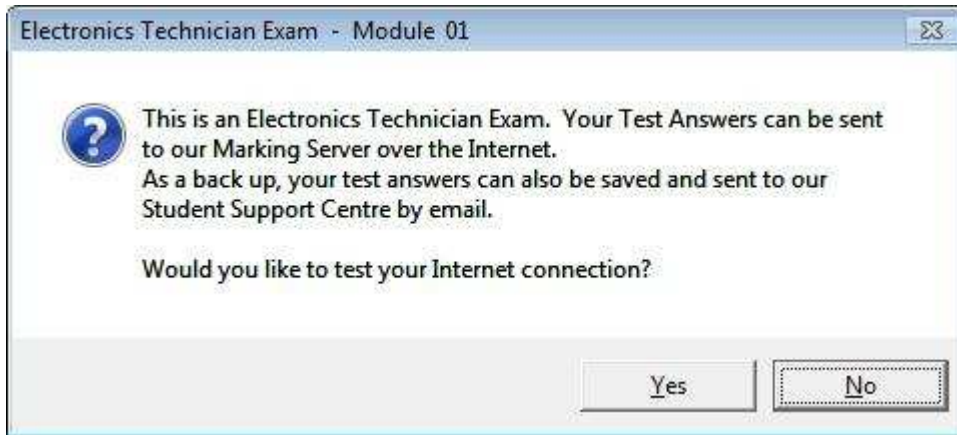 Electronics Technician Exam - Module 01
This is an Electronics Technician Exam. Your Test Answers can be sent
to our Marking Server over the Internet.
As a back up, your test answers can also be saved and sent to our
Student Support Centre by email.
Would you like to test your Internet connection?
Yes No